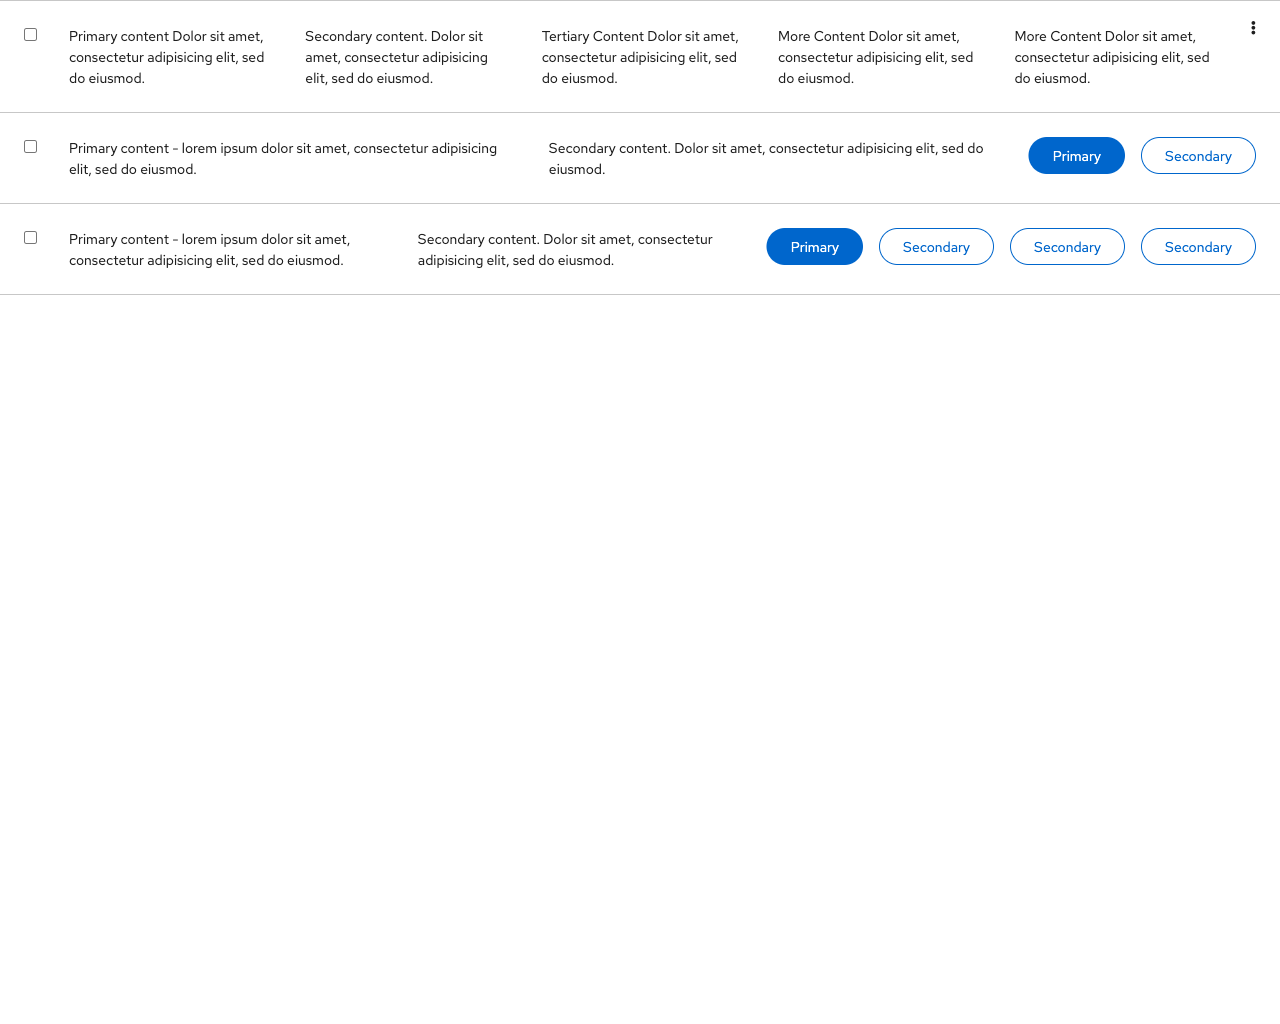 Primary content Dolor sit amet,
consectetur adipisicing elit, sed
do eiusmod.
Secondary content. Dolor sit
amet, consectetur adipisicing
elit, sed do eiusmod.
Tertiary Content Dolor sit amet,
consectetur adipisicing elit, sed
do eiusmod.
More Content Dolor sit amet,
consectetur adipisicing elit, sed
do eiusmod.
More Content Dolor sit amet,
consectetur adipisicing elit, sed
do eiusmod.
Primary content - lorem ipsum dolor sit amet, consectetur adipisicing
elit, sed do eiusmod.
Secondary content. Dolor sit amet, consectetur adipisicing elit, sed do
eiusmod.
Primary
Secondary
Primary content - lorem ipsum dolor sit amet,
consectetur adipisicing elit, sed do eiusmod.
Secondary content. Dolor sit amet, consectetur
adipisicing elit, sed do eiusmod.
Primary
Secondary
Secondary
Secondary